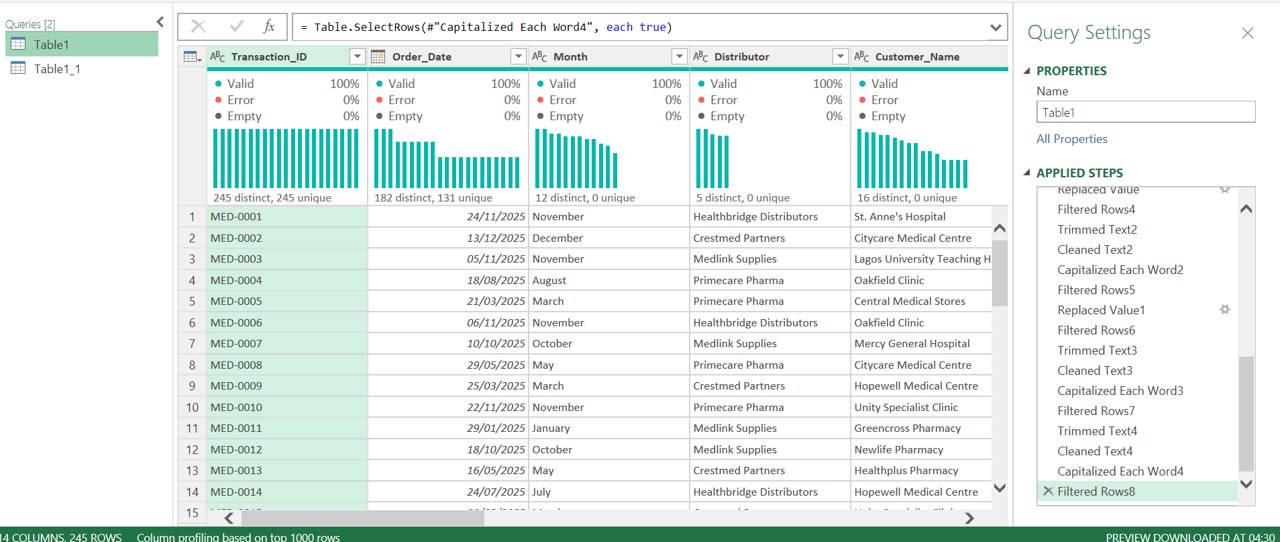 Queries [2]
Table1
Table1_1
fx = Table.SelectRows(#"Capitalized Each Word4", each true)
ABC Transaction_ID Order_Date ABC Month ABC Distributor ABC Customer_Name
Valid 100% Valid 100% Valid 100% Valid 100% Valid
Error 0% Error 0% Error 0% Error 0% Error
Empty 0% Empty 0% Empty 0% Empty 0% Empty
245 distinct, 245 unique 182 distinct, 131 unique 12 distinct, 0 unique 5 distinct, 0 unique 16 distinct, 0 unique
1 MED-0001 24/11/2025 November Healthbridge Distributors St. Anne's Hospital
2 MED-0002 13/12/2025 December Crestmed Partners Citycare Medical Centre
3 MED-0003 05/11/2025 November Medlink Supplies Lagos University Teaching H
4 MED-0004 18/08/2025 August Primecare Pharma Oakfield Clinic
5 MED-0005 21/03/2025 March Primecare Pharma Central Medical Stores
6 MED-0006 06/11/2025 November Healthbridge Distributors Oakfield Clinic
7 MED-0007 10/10/2025 October Medlink Supplies Mercy General Hospital
8 MED-0008 29/05/2025 May Primecare Pharma Citycare Medical Centre
9 MED-0009 25/03/2025 March Crestmed Partners Hopewell Medical Centre
10 MED-0010 22/11/2025 November Primecare Pharma Unity Specialist Clinic
11 MED-0011 29/01/2025 January Medlink Supplies Greencross Pharmacy
12 MED-0012 18/10/2025 October Medlink Supplies Newlife Pharmacy
13 MED-0013 16/05/2025 May Crestmed Partners Healthplus Pharmacy
14 MED-0014 24/07/2025 July Healthbridge Distributors Hopewell Medical Centre
15
Query Settings
PROPERTIES
Name
Table1
All Properties
APPLIED STEPS
Replaced Value
Filtered Rows4
Trimmed Text2
Cleaned Text2
Capitalized Each Word2
Filtered Rows5
Replaced Value1
Filtered Rows6
Trimmed Text3
Cleaned Text3
Capitalized Each Word3
Filtered Rows7
Trimmed Text4
Cleaned Text4
Capitalized Each Word4
Filtered Rows8
14 COLUMNS, 245 ROWS Column profiling based on top 1000 rows PREVIEW DOWNLOADED AT 04:30